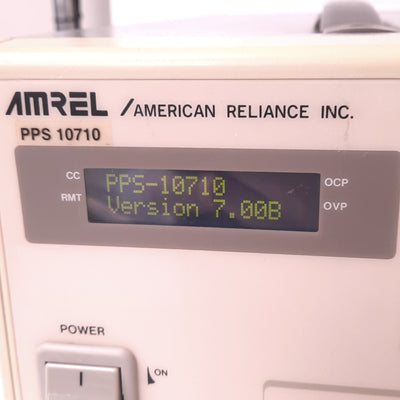 AMREL /AMERICAN RELIANCE INC.
PPS 10710
CC PPS-10710 OCP
RMT Version 7.00B OVP
POWER
ON